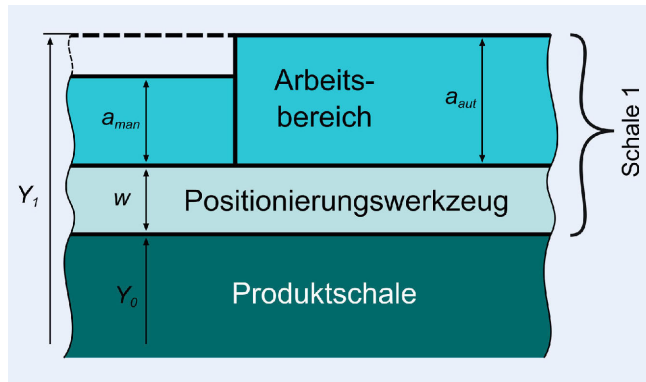 Arbeits-
bereich
a_man
a_aut
Y_1
w
Positionierungswerkzeug
Y_0
Produktschale
Schale 1